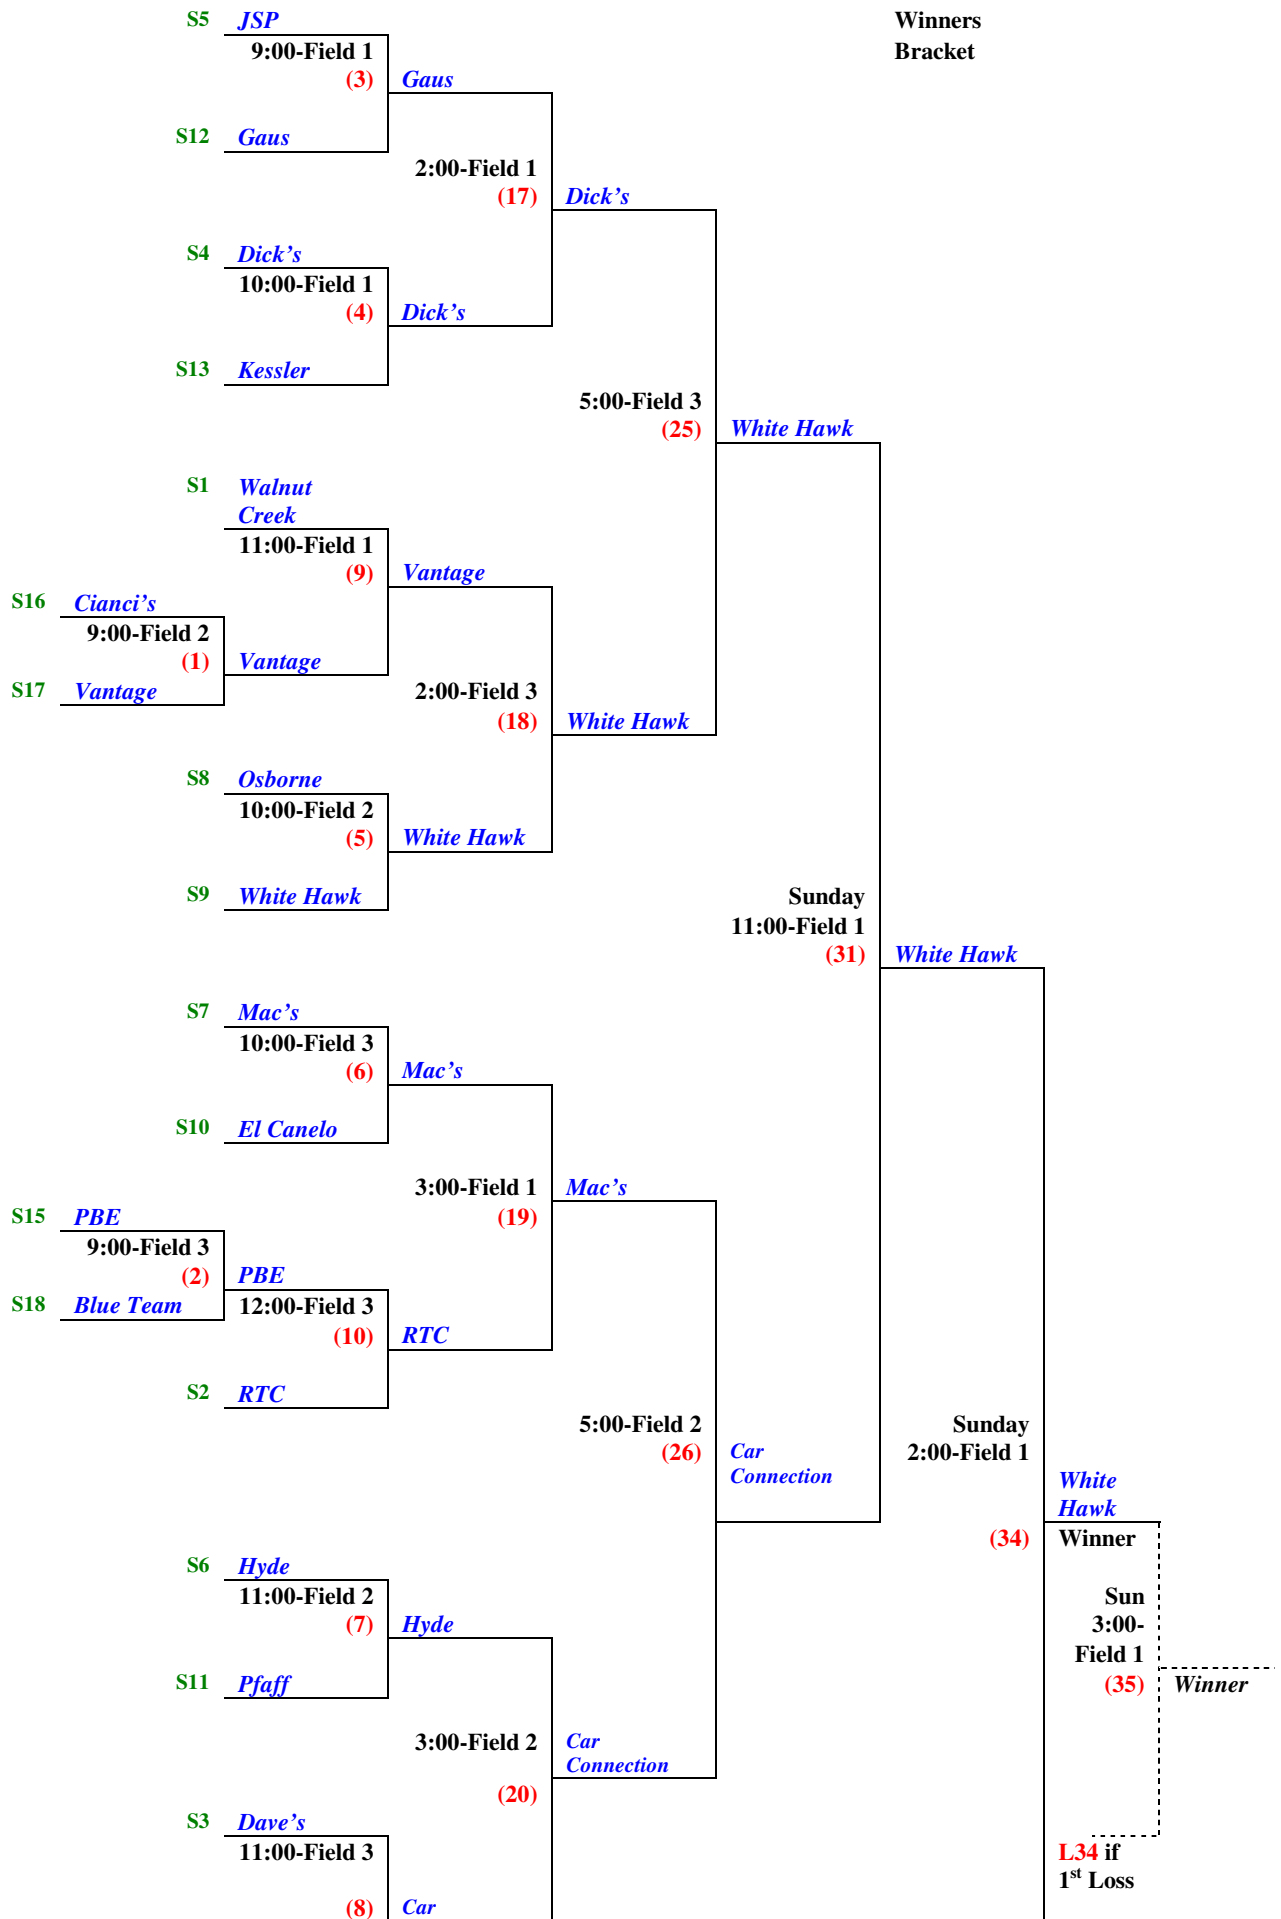 S5 JSP
Winners
Bracket
9:00-Field 1
(3) Gaus
S12 Gaus
2:00-Field 1
(17) Dick's
S4 Dick's
10:00-Field 1
(4) Dick's
S13 Kessler
5:00-Field 3
(25) White Hawk
S1 Walnut
Creek
11:00-Field 1
(9) Vantage
S16 Cianci's
9:00-Field 2
(1) Vantage
S17 Vantage
2:00-Field 3
(18) White Hawk
S8 Osborne
10:00-Field 2
(5) White Hawk
S9 White Hawk
Sunday
11:00-Field 1
(31) White Hawk
S7 Mac's
10:00-Field 3
(6) Mac's
S10 El Canelo
3:00-Field 1
(19) Mac's
S15 PBE
9:00-Field 3
(2) PBE
S18 Blue Team
12:00-Field 3
(10) RTC
S2 RTC
5:00-Field 2
(26) Car
Connection
Sunday
2:00-Field 1
White
Hawk
(34) Winner
S6 Hyde
11:00-Field 2
(7) Hyde
Sun
3:00-
Field 1
(35) Winner
S11 Pfaff
3:00-Field 2
Car
Connection
(20)
S3 Dave's
11:00-Field 3
L34 if
1st Loss
(8) Car